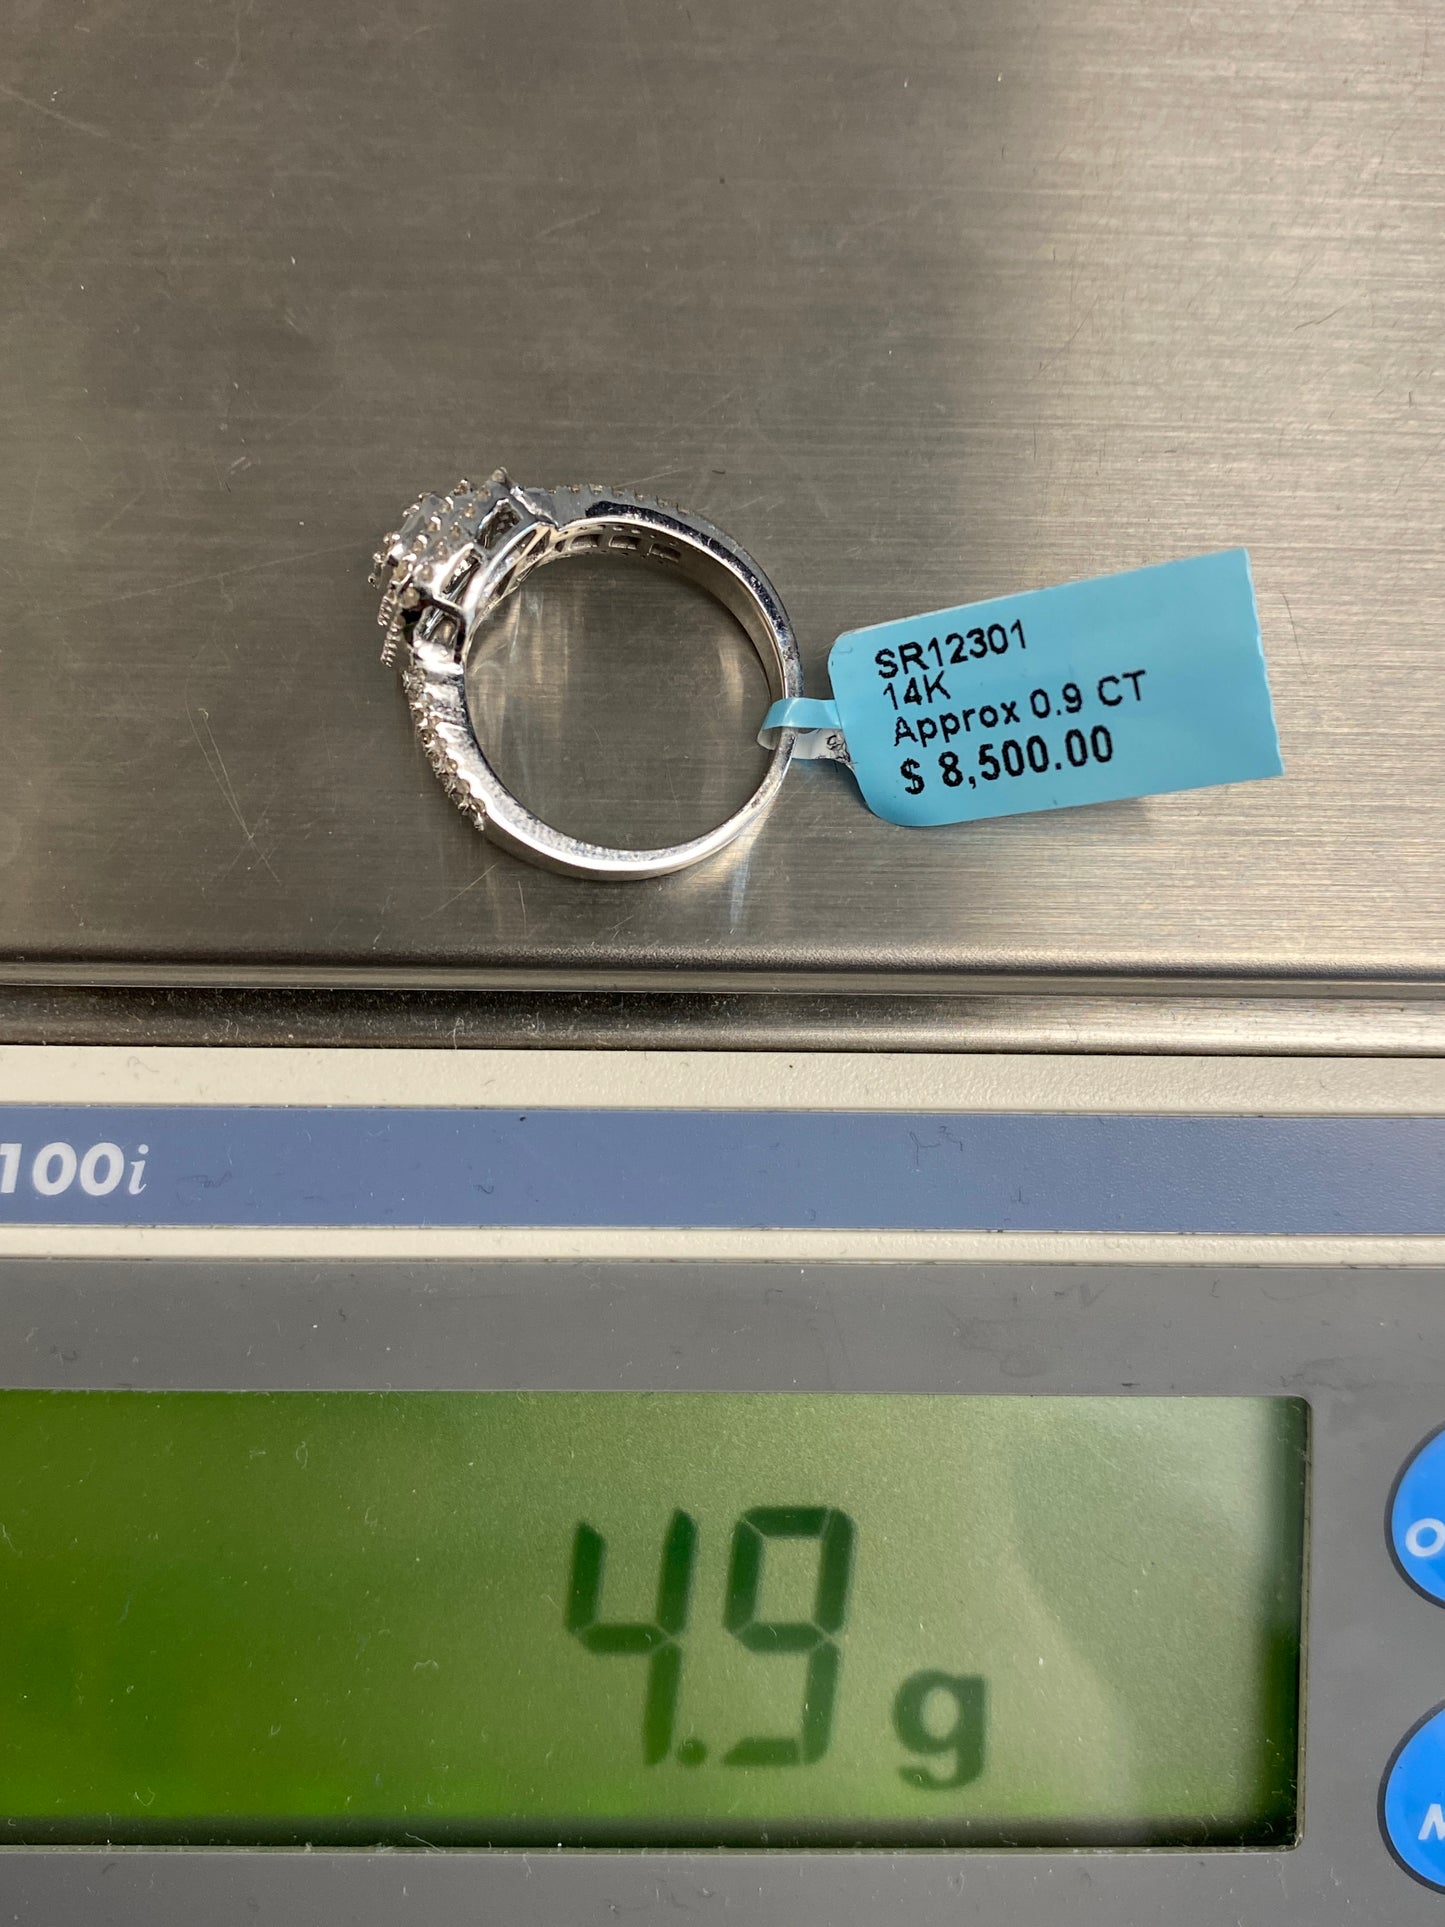 SR12301
14K
Approx 0.9 CT
$ 8,500.00
100i
4.9 g